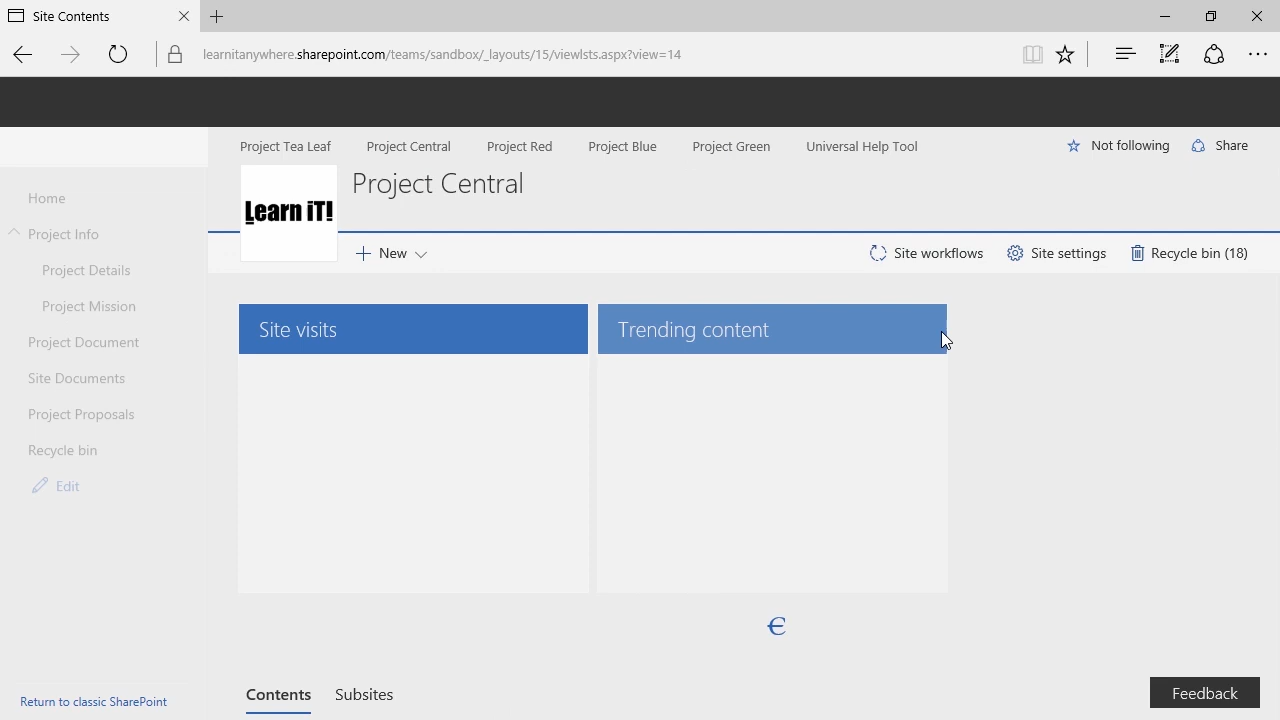 Site Contents
learnitanywhere.sharepoint.com/teams/sandbox/_layouts/15/viewlsts.aspx?view=14
Project Tea Leaf Project Central Project Red Project Blue Project Green Universal Help Tool Not following Share
Learn iT!
Project Central
New Site workflows Site settings Recycle bin (18)
Home
Project Info
Project Details
Project Mission
Project Document
Site Documents
Project Proposals
Recycle bin
Edit
Site visits
Trending content
€
Contents Subsites
Return to classic SharePoint
Feedback